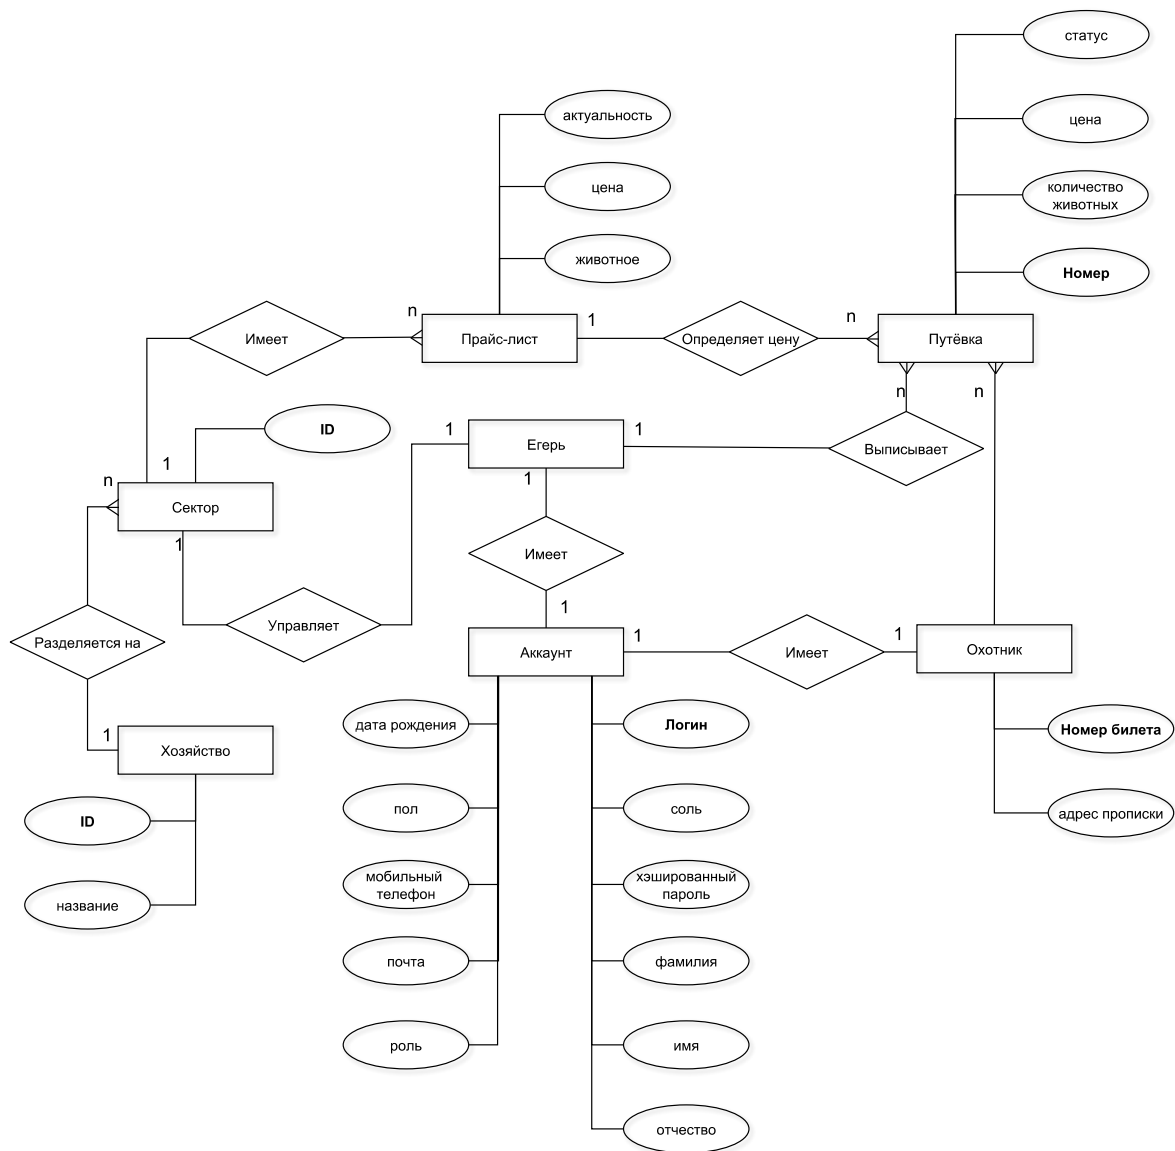 статус
актуальность
цена
цена
количество
животных
животное
Номер
n
1
n
Имеет
Прайс-лист
Определяет цену
Путёвка
n
n
ID
1
Егерь
1
Выписывает
1
n
1
Сектор
1
Имеет
1
Управляет
Разделяется на
Аккаунт
1
Имеет
1
Охотник
дата рождения
Логин
Номер билета
1
Хозяйство
пол
соль
адрес прописки
ID
мобильный
телефон
хэшированный
пароль
название
почта
фамилия
роль
имя
отчество